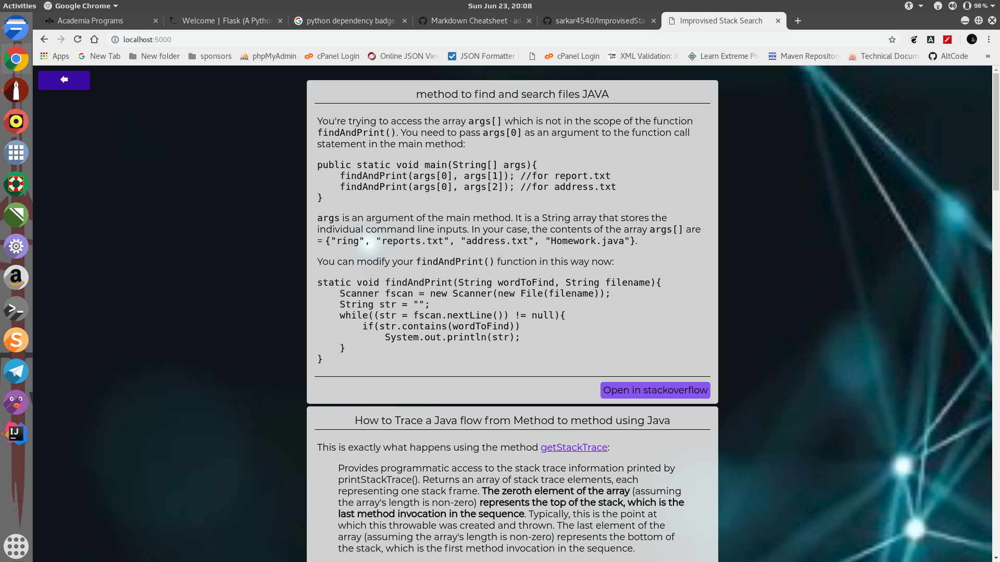 Activities Google Chrome Sun Jun 23, 20:08 98%
Academia Programs Welcome | Flask (A Pytho python dependency badge Markdown Cheatsheet · ad sarkar4540/ImprovisedSta Improvised Stack Search
localhost:5000
Apps New Tab New folder sponsors phpMyAdmin cPanel Login Online JSON Vie JSON Formatter cPanel Login XML Validation: X Learn Extreme Pr Maven Repositor Technical Docum AltCode »
method to find and search files JAVA
You're trying to access the array args[] which is not in the scope of the function
findAndPrint(). You need to pass args[0] as an argument to the function call
statement in the main method:
public static void main(String[] args){
    findAndPrint(args[0], args[1]); //for report.txt
    findAndPrint(args[0], args[2]); //for address.txt
}
args is an argument of the main method. It is a String array that stores the
individual command line inputs. In your case, the contents of the array args[] are
= {"ring", "reports.txt", "address.txt", "Homework.java"}.
You can modify your findAndPrint() function in this way now:
static void findAndPrint(String wordToFind, String filename){
    Scanner fscan = new Scanner(new File(filename));
    String str = "";
    while((str = fscan.nextLine()) != null){
        if(str.contains(wordToFind))
            System.out.println(str);
    }
}
Open in stackoverflow
How to Trace a Java flow from Method to method using Java
This is exactly what happens using the method getStackTrace:
Provides programmatic access to the stack trace information printed by
printStackTrace(). Returns an array of stack trace elements, each
representing one stack frame. The zeroth element of the array (assuming
the array's length is non-zero) represents the top of the stack, which is the
last method invocation in the sequence. Typically, this is the point at
which this throwable was created and thrown. The last element of the
array (assuming the array's length is non-zero) represents the bottom of
the stack, which is the first method invocation in the sequence.